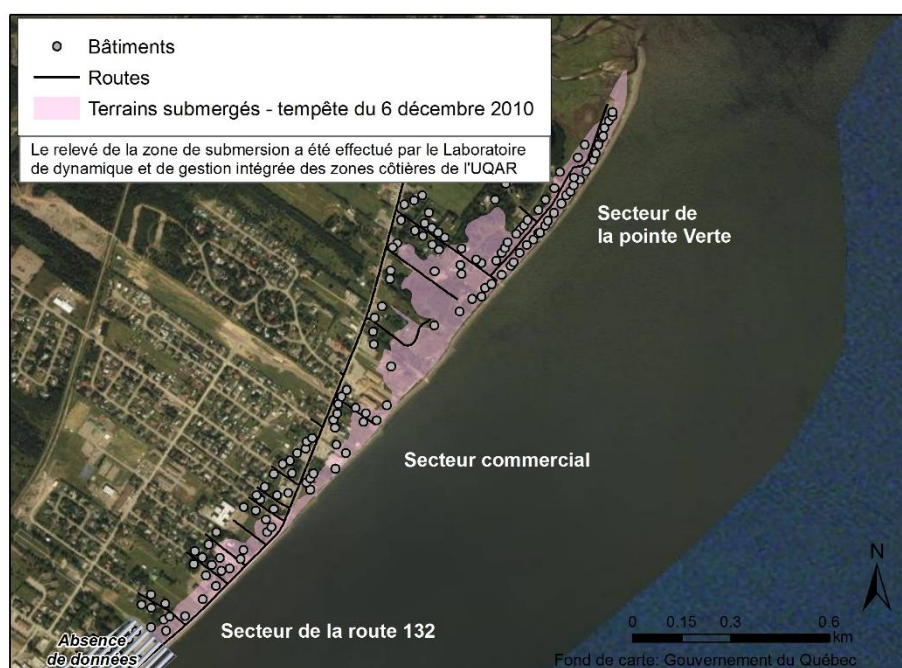 Bâtiments
Routes
Terrains submergés - tempête du 6 décembre 2010
Le relevé de la zone de submersion a été effectué par le Laboratoire
de dynamique et de gestion intégrée des zones côtières de l'UQAR
Secteur de
la pointe Verte
Secteur commercial
Secteur de la route 132
Absence
de données
N
0 0.15 0.3 0.6
km
Fond de carte: Gouvernement du Québec